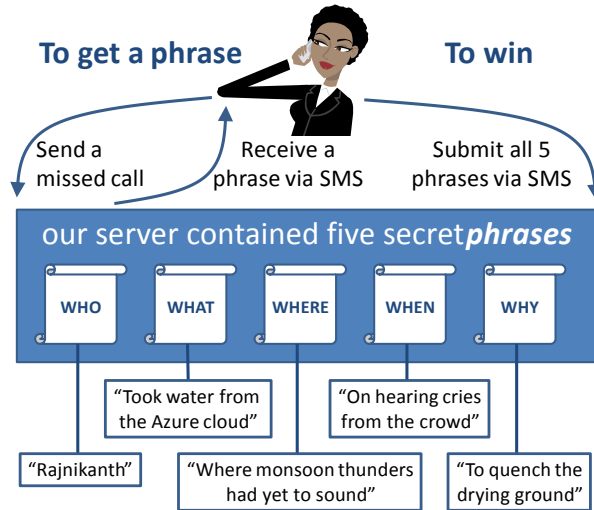 To get a phrase
To win
Send a
missed call
Receive a
phrase via SMS
Submit all 5
phrases via SMS
our server contained five secret phrases
WHO
WHAT
WHERE
WHEN
WHY
“Took water from
the Azure cloud”
“On hearing cries
from the crowd”
“Rajnikanth”
“Where monsoon thunders
had yet to sound”
“To quench the
drying ground”